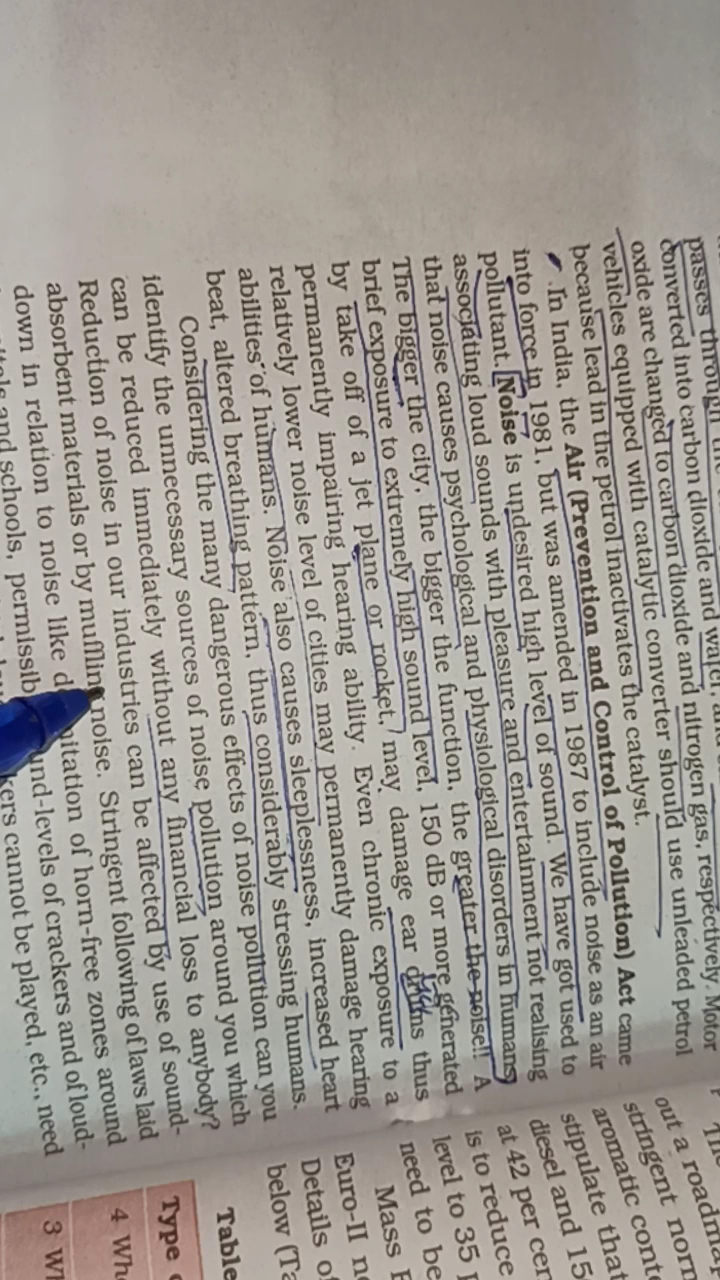 passes through
converted into carbon dioxide and water,
oxide are changed to carbon dioxide and nitrogen gas, respectively. Motor
vehicles equipped with catalytic converter should use unleaded petrol
because lead in the petrol inactivates the catalyst.
In India, the Air (Prevention and Control of Pollution) Act came
into force in 1981, but was amended in 1987 to include noise as an air
pollutant. Noise is undesired high level of sound. We have got used to
associating loud sounds with pleasure and entertainment not realising
that noise causes psychological and physiological disorders in humans.
The bigger the city, the bigger the function, the greater the noise!! A
brief exposure to extremely high sound level, 150 dB or more generated
by take off of a jet plane or rocket, may damage ear drums thus
permanently impairing hearing ability. Even chronic exposure to a
relatively lower noise level of cities may permanently damage hearing
abilities of humans. Noise also causes sleeplessness, increased heart
beat, altered breathing pattern, thus considerably stressing humans.
Considering the many dangerous effects of noise pollution can you
identify the unnecessary sources of noise pollution around you which
can be reduced immediately without any financial loss to anybody?
Reduction of noise in our industries can be affected by use of sound-
absorbent materials or by muffling noise. Stringent following of laws laid
down in relation to noise like itation of horn-free zones around
and schools, permissib und-levels of crackers and of loud-
cannot be played, etc., need
out a
stringent norm
aromatic cont
stipulate that
diesel and 15
at 42 per cen
is to reduce
level to 35
need to be
Mass
Euro-II
Details of
below (Ta
Table
Type
4
3